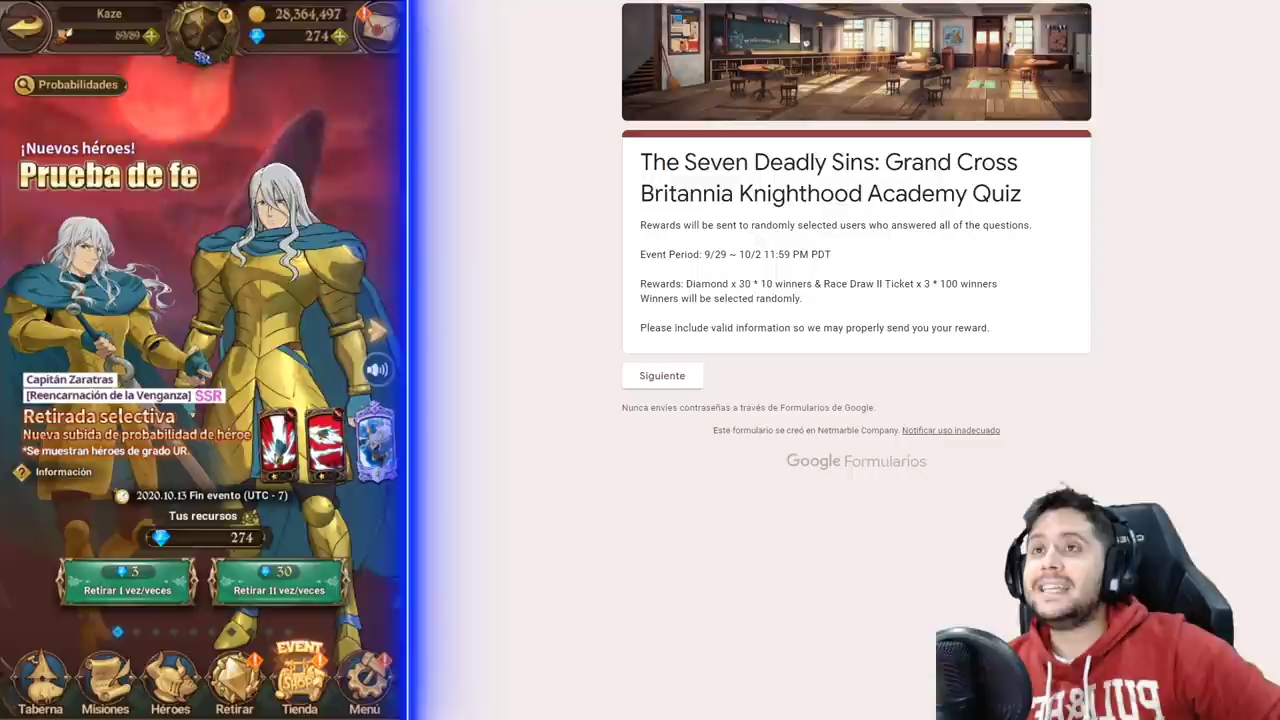 Kaze
89/89
28,364,497
274
SR
Probabilidades
¡Nuevos héroes!
Prueba de fe
Capitán Zaratras
[Reencarnación de la Venganza] SSR
Retirada selectiva
Nueva subida de probabilidad de héroe
*Se muestran héroes de grado UR.
Información
2020.10.13 Fin evento (UTC - 7)
Tus recursos
274
3
Retirar 1 vez/veces
30
Retirar 11 vez/veces
EVENT
SHOP
Taberna
Misiones
Héroes
Retirar
Tienda
Menú
The Seven Deadly Sins: Grand Cross
Britannia Knighthood Academy Quiz
Rewards will be sent to randomly selected users who answered all of the questions.
Event Period: 9/29 ~ 10/2 11:59 PM PDT
Rewards: Diamond x 30 * 10 winners & Race Draw II Ticket x 3 * 100 winners
Winners will be selected randomly.
Please include valid information so we may properly send you your reward.
Siguiente
Nunca envíes contraseñas a través de Formularios de Google.
Este formulario se creó en Netmarble Company. Notificar uso inadecuado
Google Formularios